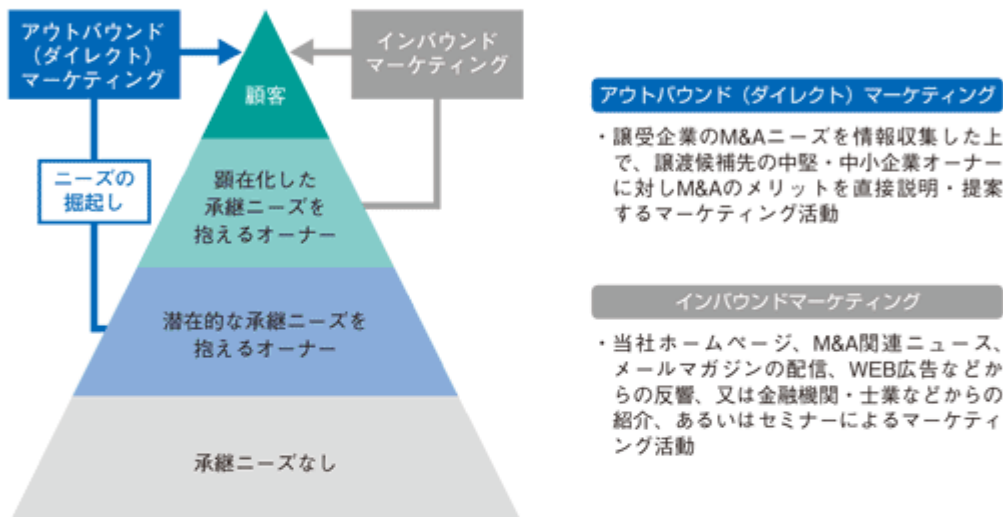 アウトバウンド
（ダイレクト）
マーケティング
インバウンド
マーケティング
顧客
ニーズの
掘起し
顕在化した
承継ニーズを
抱えるオーナー
潜在的な承継ニーズを
抱えるオーナー
承継ニーズなし
アウトバウンド（ダイレクト）マーケティング
・譲受企業のM&Aニーズを情報収集した上
で、譲渡候補先の中堅・中小企業オーナー
に対しM&Aのメリットを直接説明・提案
するマーケティング活動
インバウンドマーケティング
・当社ホームページ、M&A関連ニュース、
メールマガジンの配信、WEB広告などか
らの反響、又は金融機関・士業などからの
紹介、あるいはセミナーによるマーケティ
ング活動